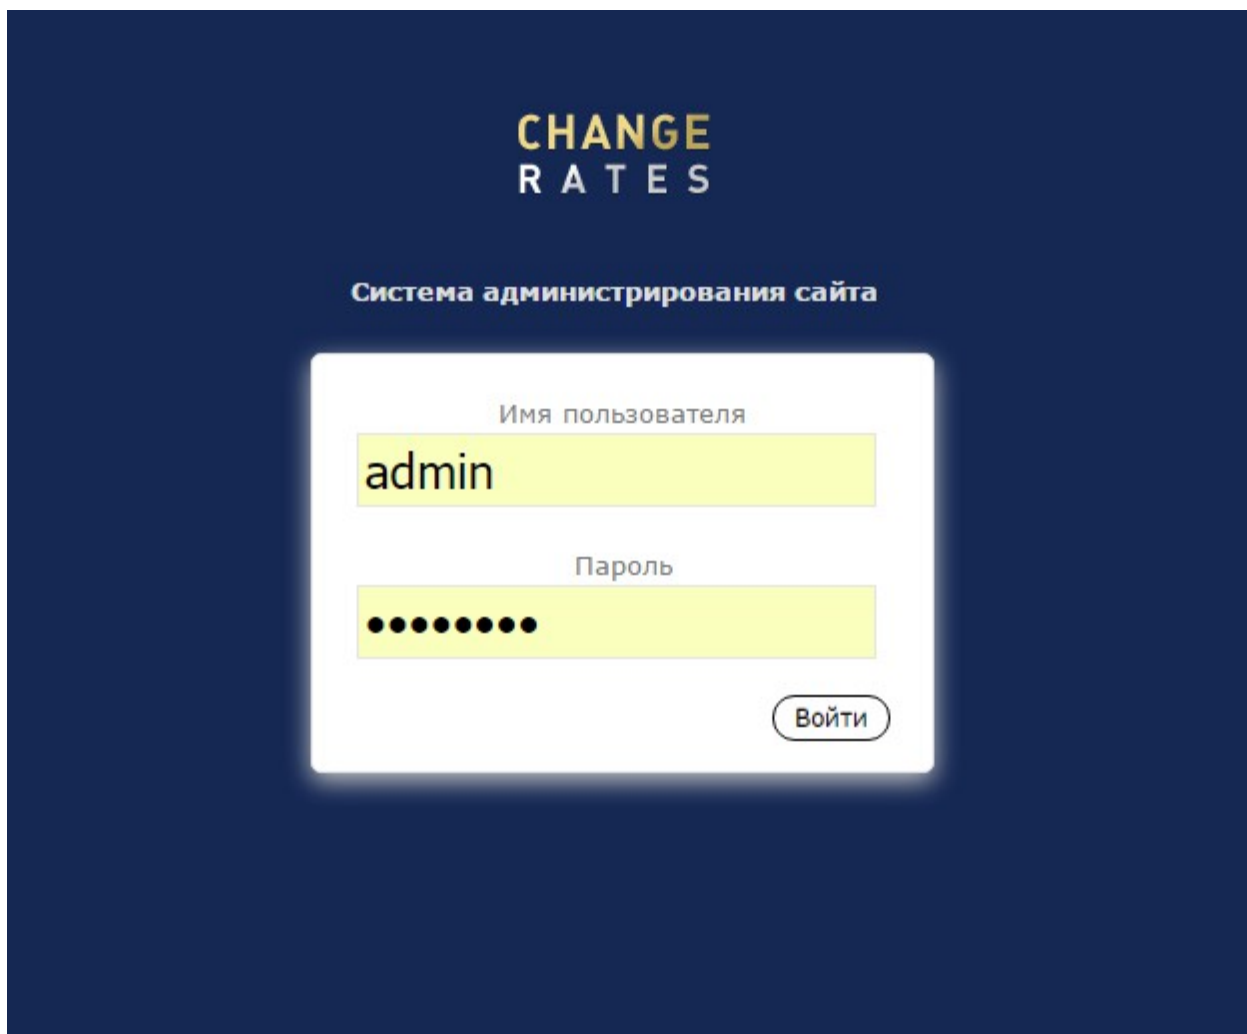 CHANGE
RATES
Система администрирования сайта
Имя пользователя
admin
Пароль
••••••••
Войти